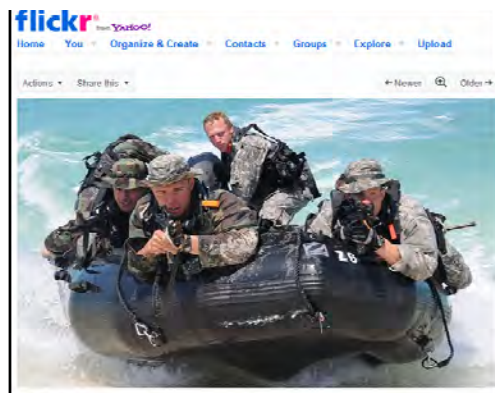 flickr from YAHOO!
Home You Organize & Create Contacts Groups Explore Upload
Actions Share this ← Newer Older →
Z6